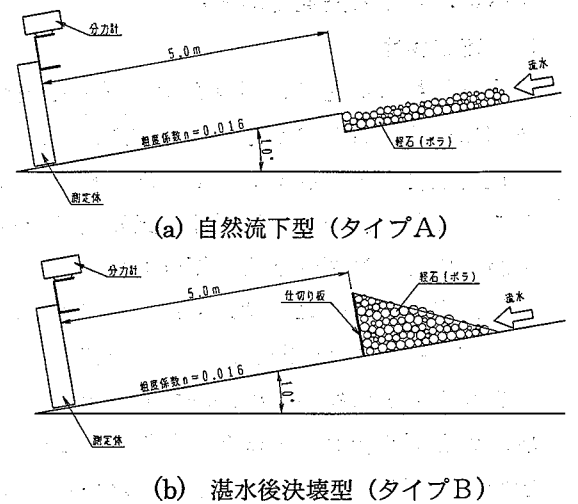 分力計
5.0m
流水
粗度係数n=0.016
10°
軽石(ボラ)
測定体
(a) 自然流下型(タイプA)
分力計
5.0m
仕切り板
軽石(ボラ)
流水
粗度係数n=0.016
10°
測定体
(b) 湛水後決壊型(タイプB)